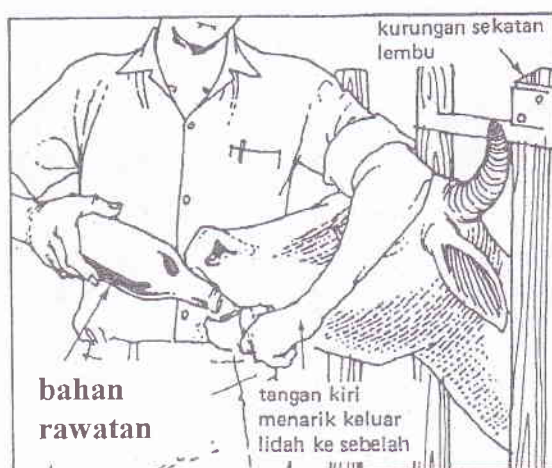 kurungan sekatan
lembu
bahan
rawatan
tangan kiri
menarik keluar
lidah ke sebelah